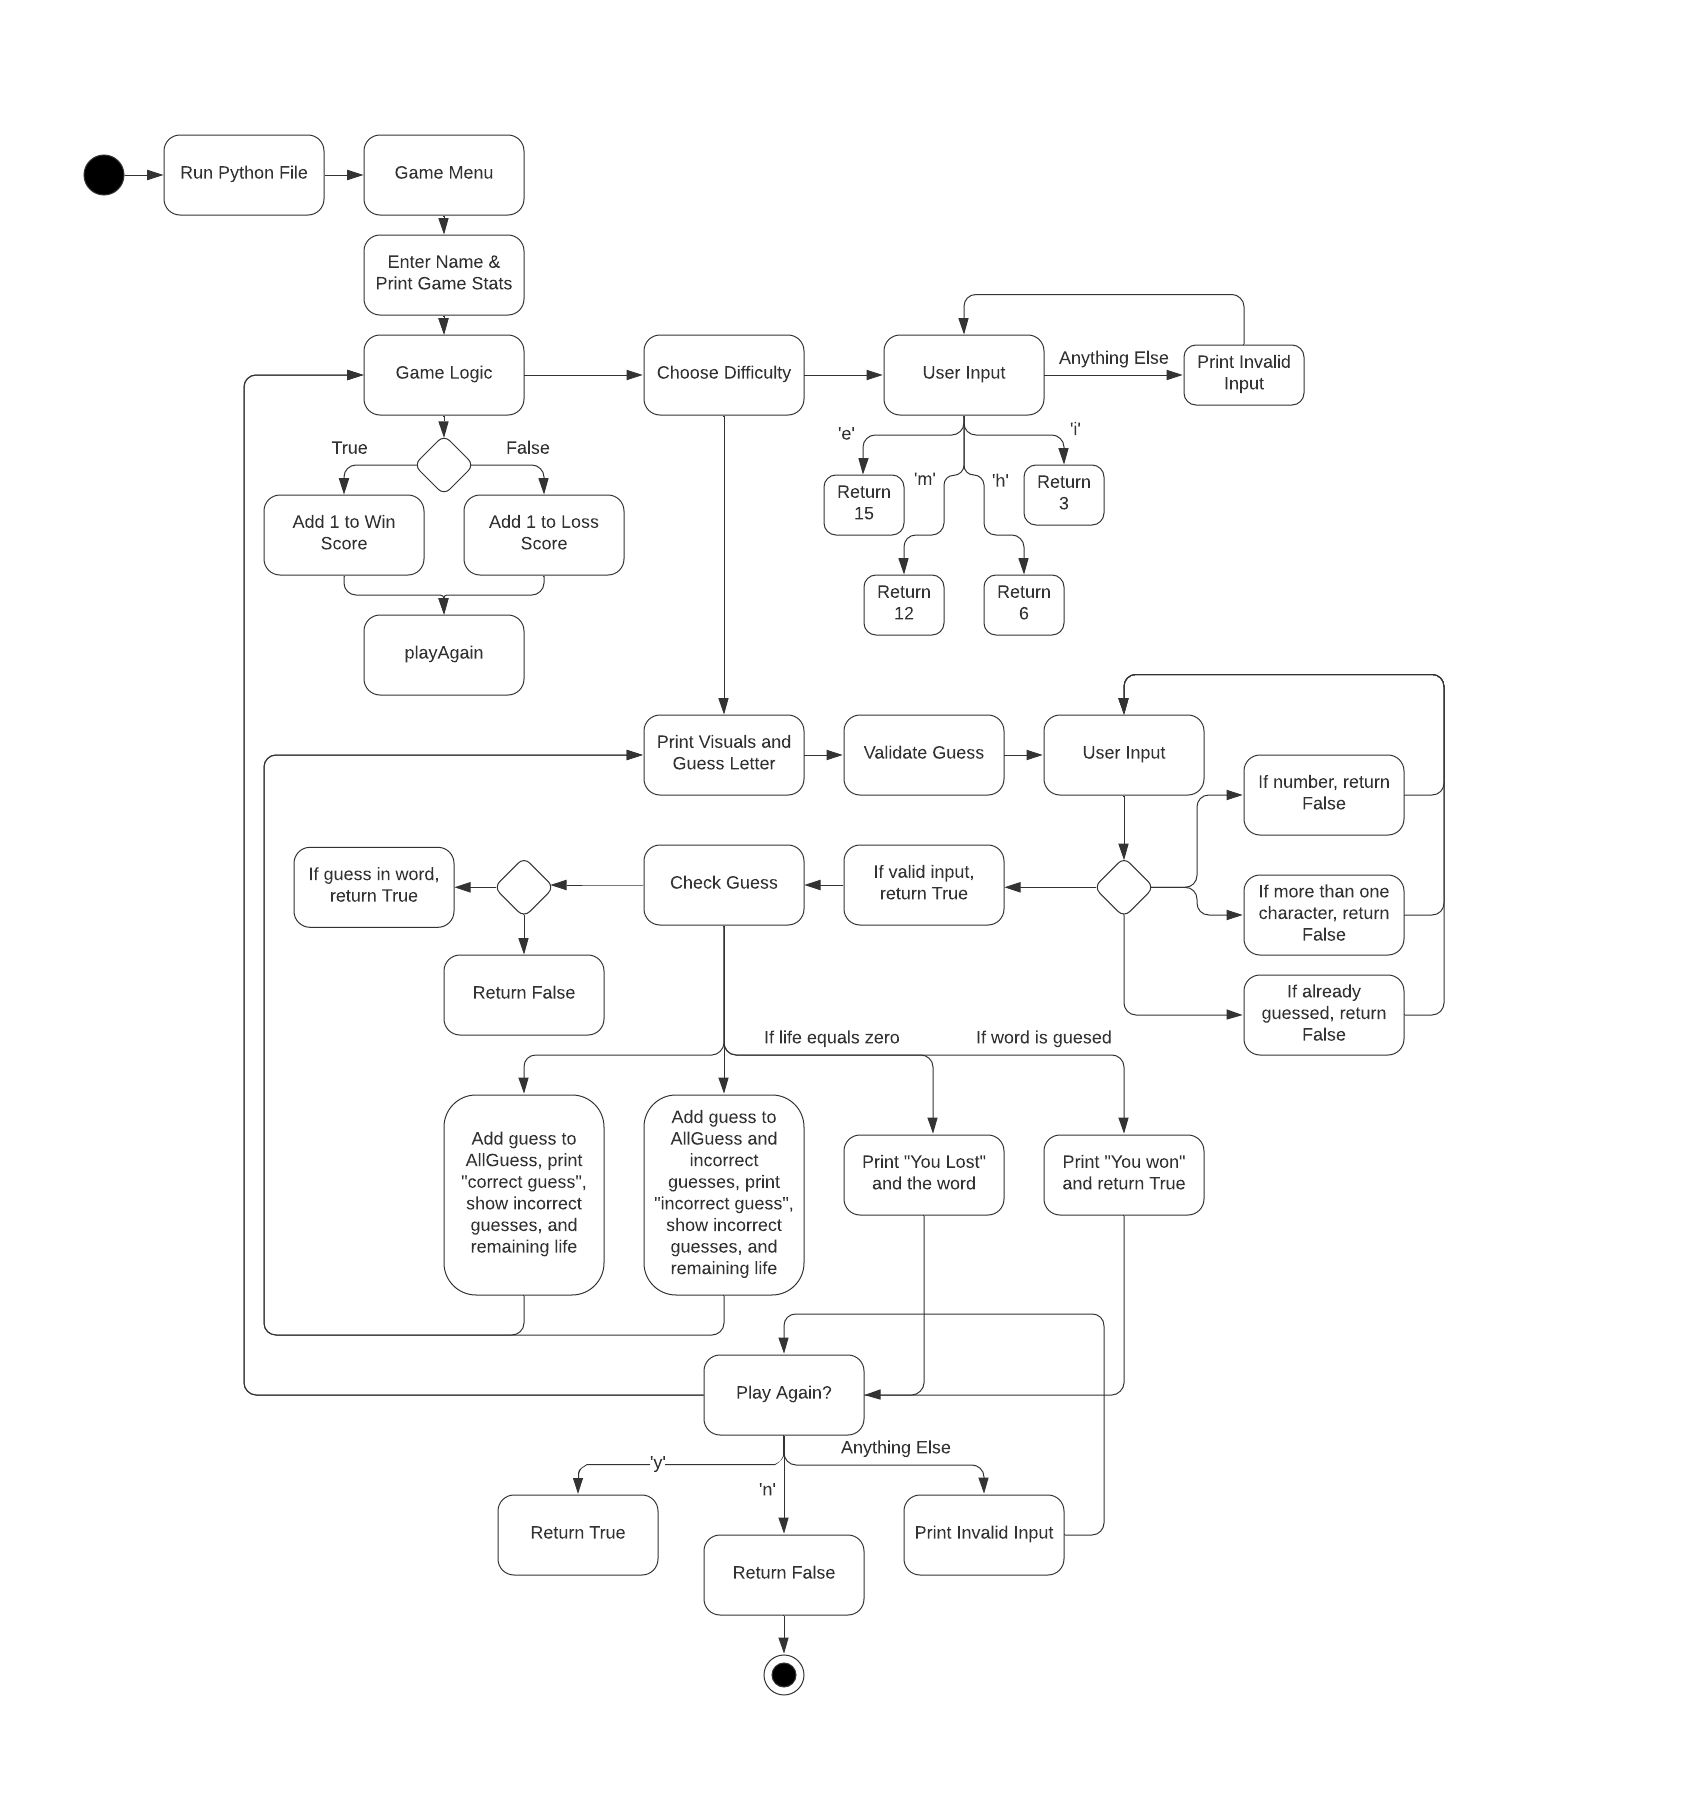 Run Python File
Game Menu
Enter Name &
Print Game Stats
Game Logic
Choose Difficulty
User Input
Anything Else
Print Invalid
Input
True
False
'e'
'm'
'h'
'i'
Return
15
Return
3
Return
12
Return
6
Add 1 to Win
Score
Add 1 to Loss
Score
playAgain
Print Visuals and
Guess Letter
Validate Guess
User Input
If number, return
False
If guess in word,
return True
Check Guess
If valid input,
return True
If more than one
character, return
False
Return False
If already
guessed, return
False
If life equals zero
If word is guesed
Add guess to
AllGuess, print
"correct guess",
show incorrect
guesses, and
remaining life
Add guess to
AllGuess and
incorrect
guesses, print
"incorrect guess",
show incorrect
guesses, and
remaining life
Print "You Lost"
and the word
Print "You won"
and return True
Play Again?
'y'
'n'
Anything Else
Return True
Return False
Print Invalid Input